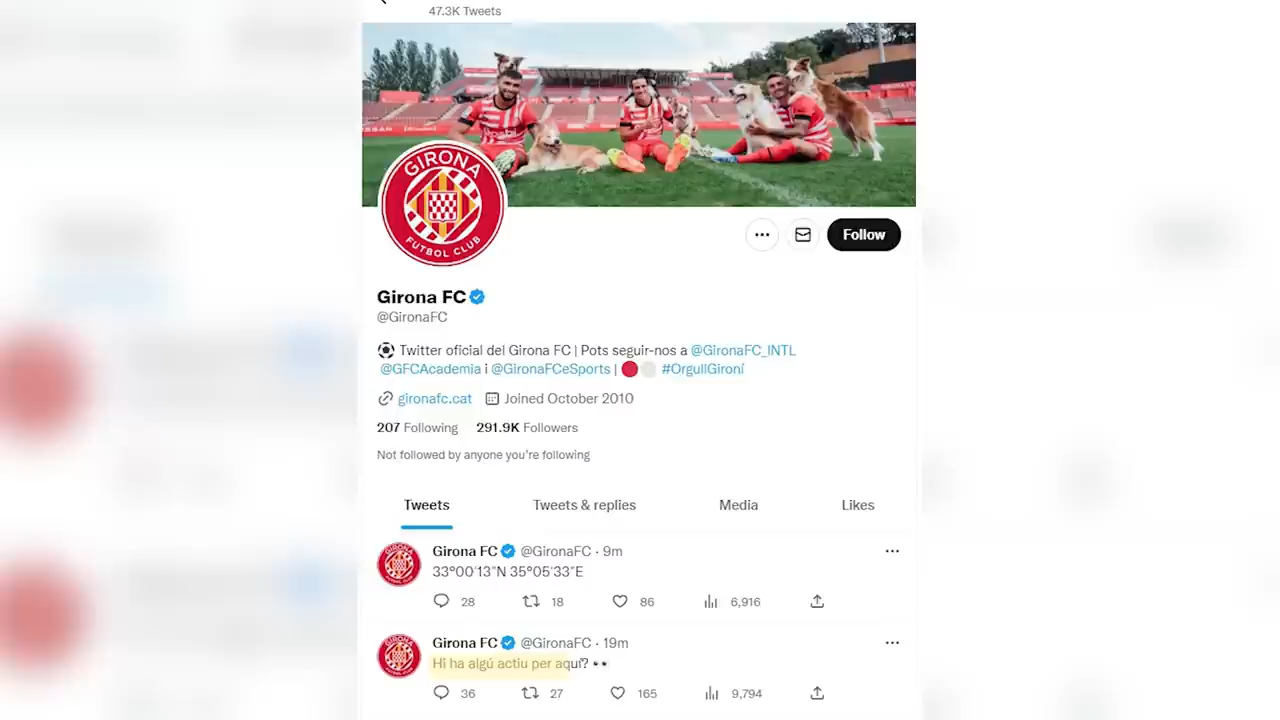 47.3K Tweets
GIRONA
FUTBOL CLUB
Follow
Girona FC
@GironaFC
Twitter oficial del Girona FC | Pots seguir-nos a @GironaFC_INTL
@GFCAcademia i @GironaFCeSports | #OrgullGironí
gironafc.cat Joined October 2010
207 Following 291.9K Followers
Not followed by anyone you're following
Tweets Tweets & replies Media Likes
Girona FC @GironaFC · 9m
33°00'13"N 35°05'33"E
28 18 86 6,916
Girona FC @GironaFC · 19m
Hi ha algú actiu per aquí? 👀
36 27 165 9,794